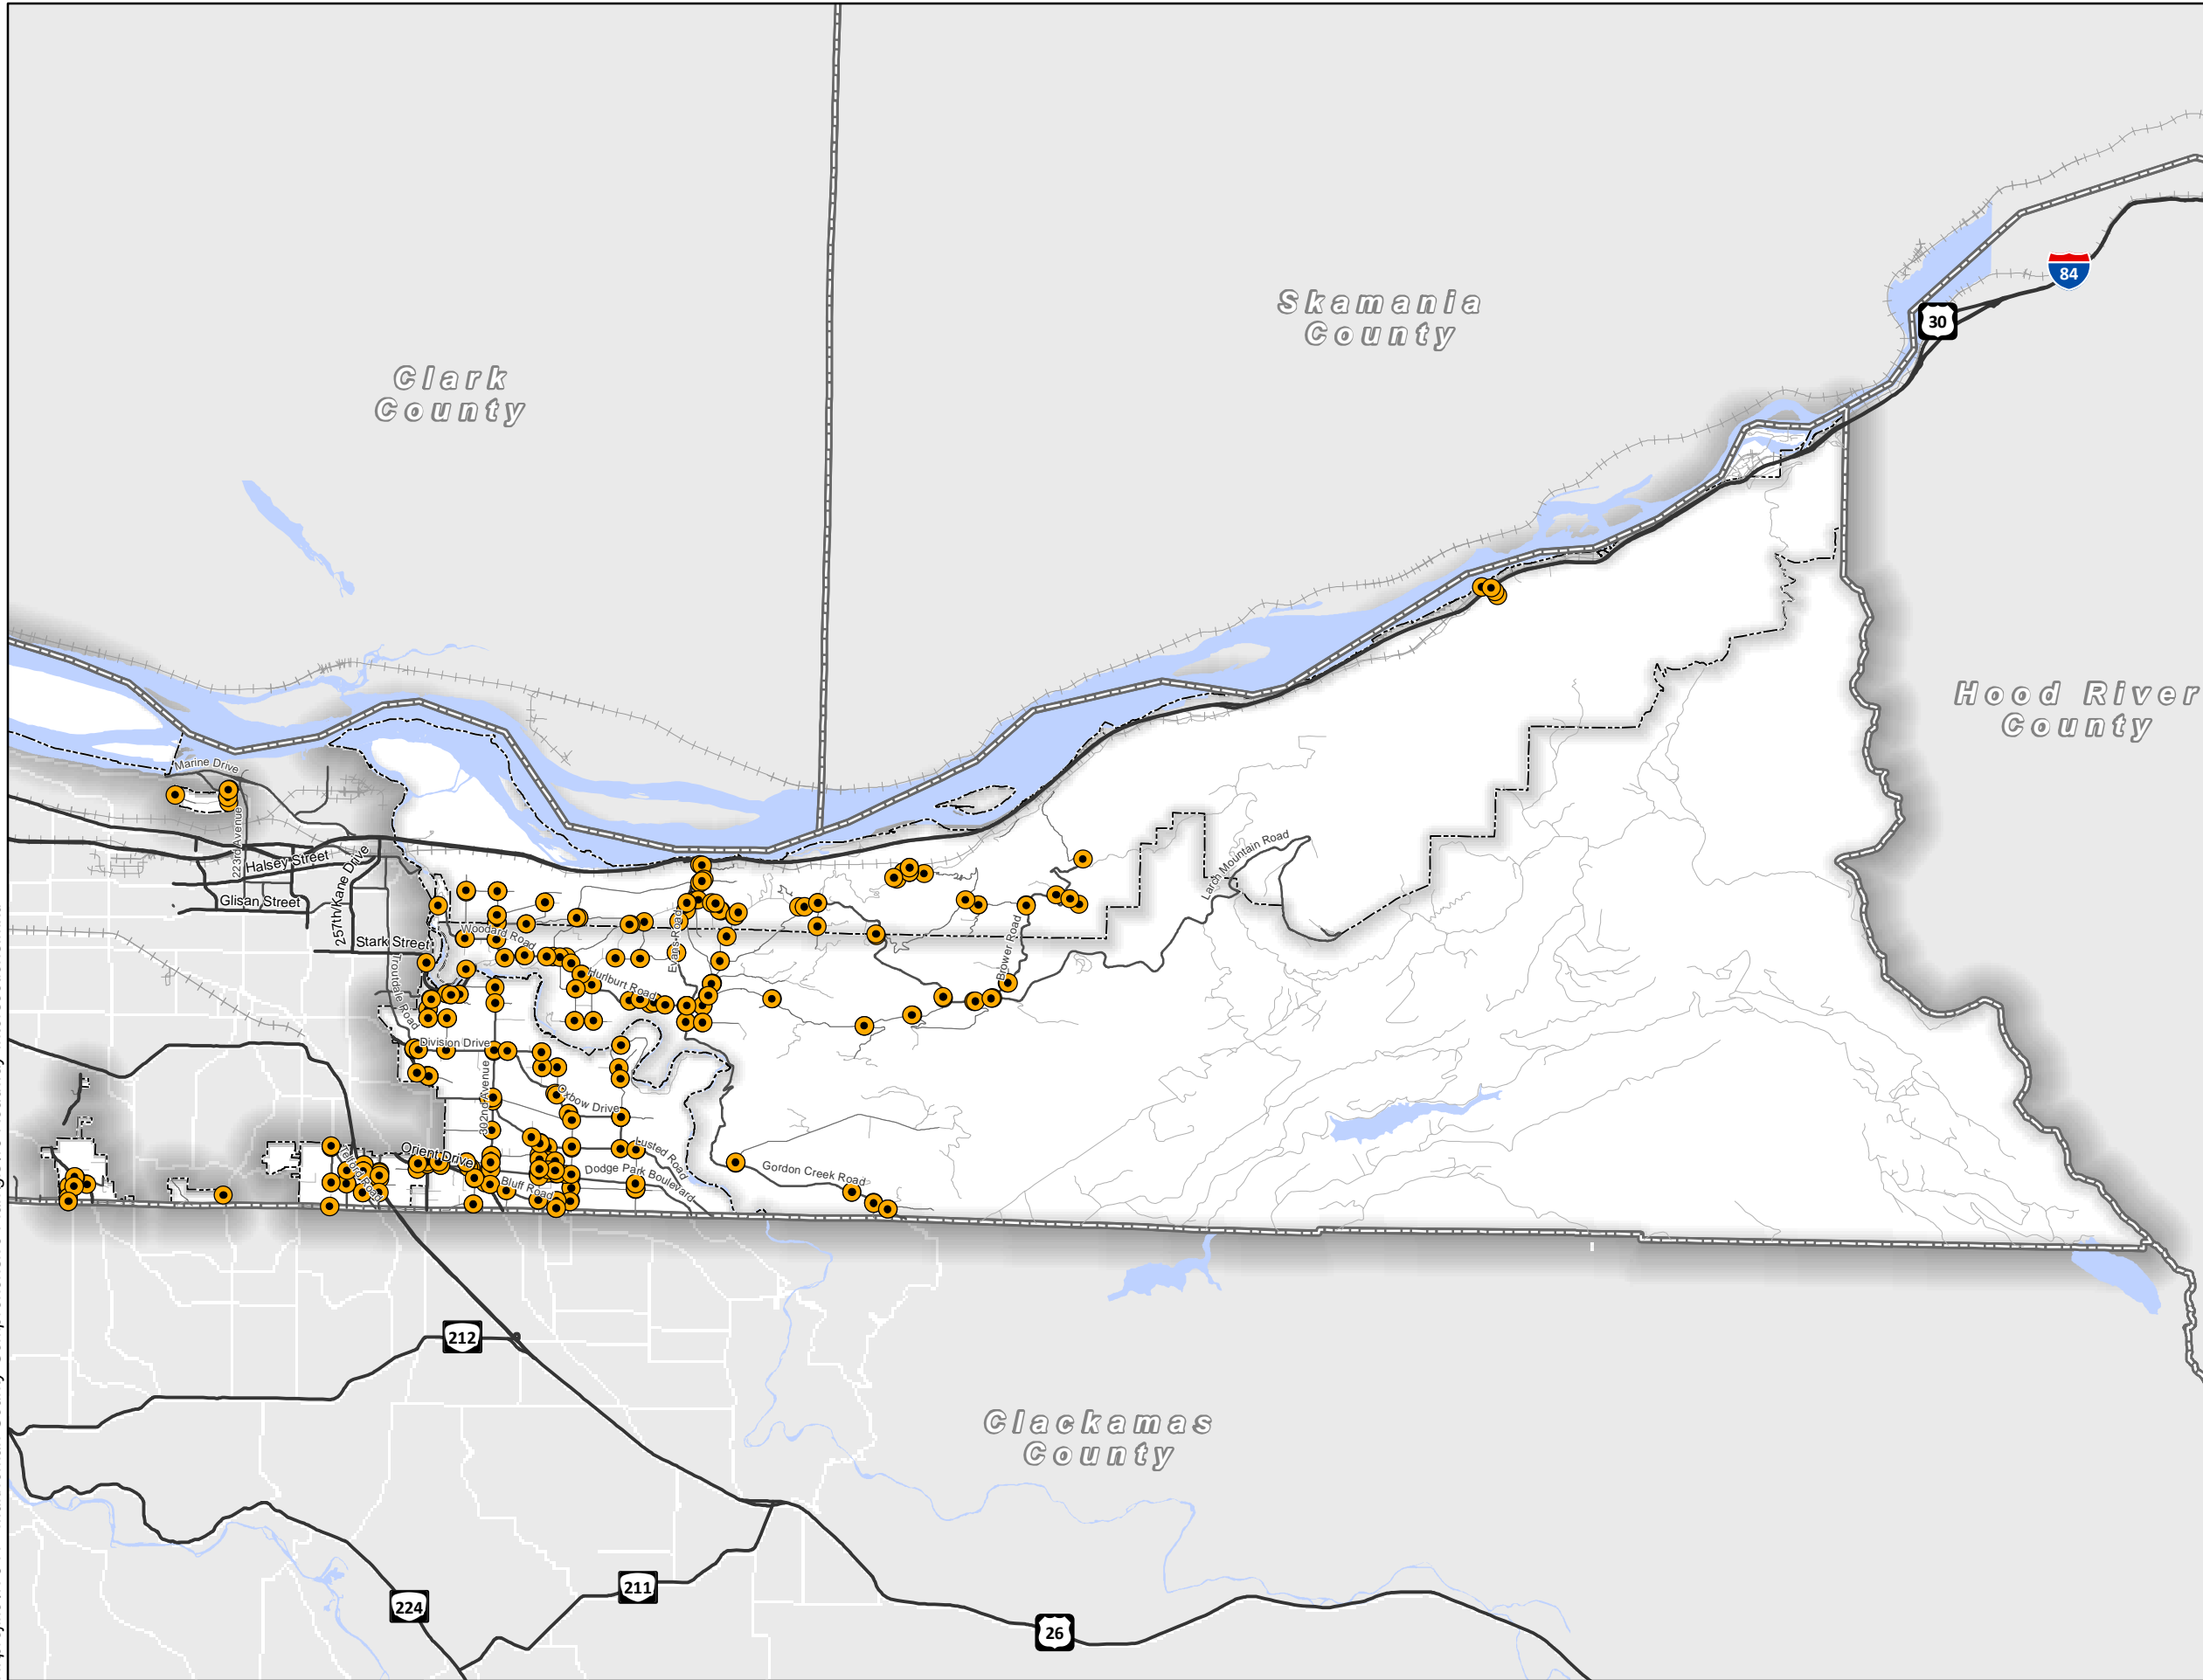 84
30
Skamania
County
Clark
County
Hood River
County
Marine Drive
223rd Avenue
Halsey Street
Glisan Street
257th/Kane Drive
Stark Street
Troutdale Road
Woodard Road
Evans Road
Hurlburt Road
Larch Mountain Road
Brower Road
Division Drive
302nd Avenue
Oxbow Drive
Orient Drive
Telford Road
Lusted Road
Dodge Park Boulevard
Bluff Road
Gordon Creek Road
212
Clackamas
County
211
224
26